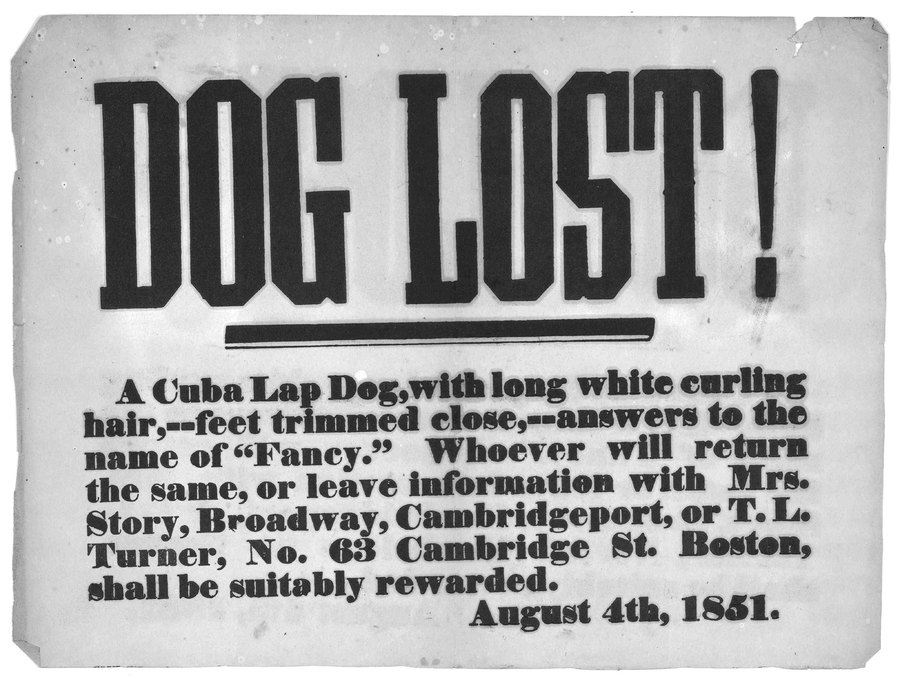 DOG LOST!
A Cuba Lap Dog, with long white curling
hair,--feet trimmed close,--answers to the
name of “Fancy.” Whoever will return
the same, or leave information with Mrs.
Story, Broadway, Cambridgeport, or T. L.
Turner, No. 63 Cambridge St. Boston,
shall be suitably rewarded.
August 4th, 1851.